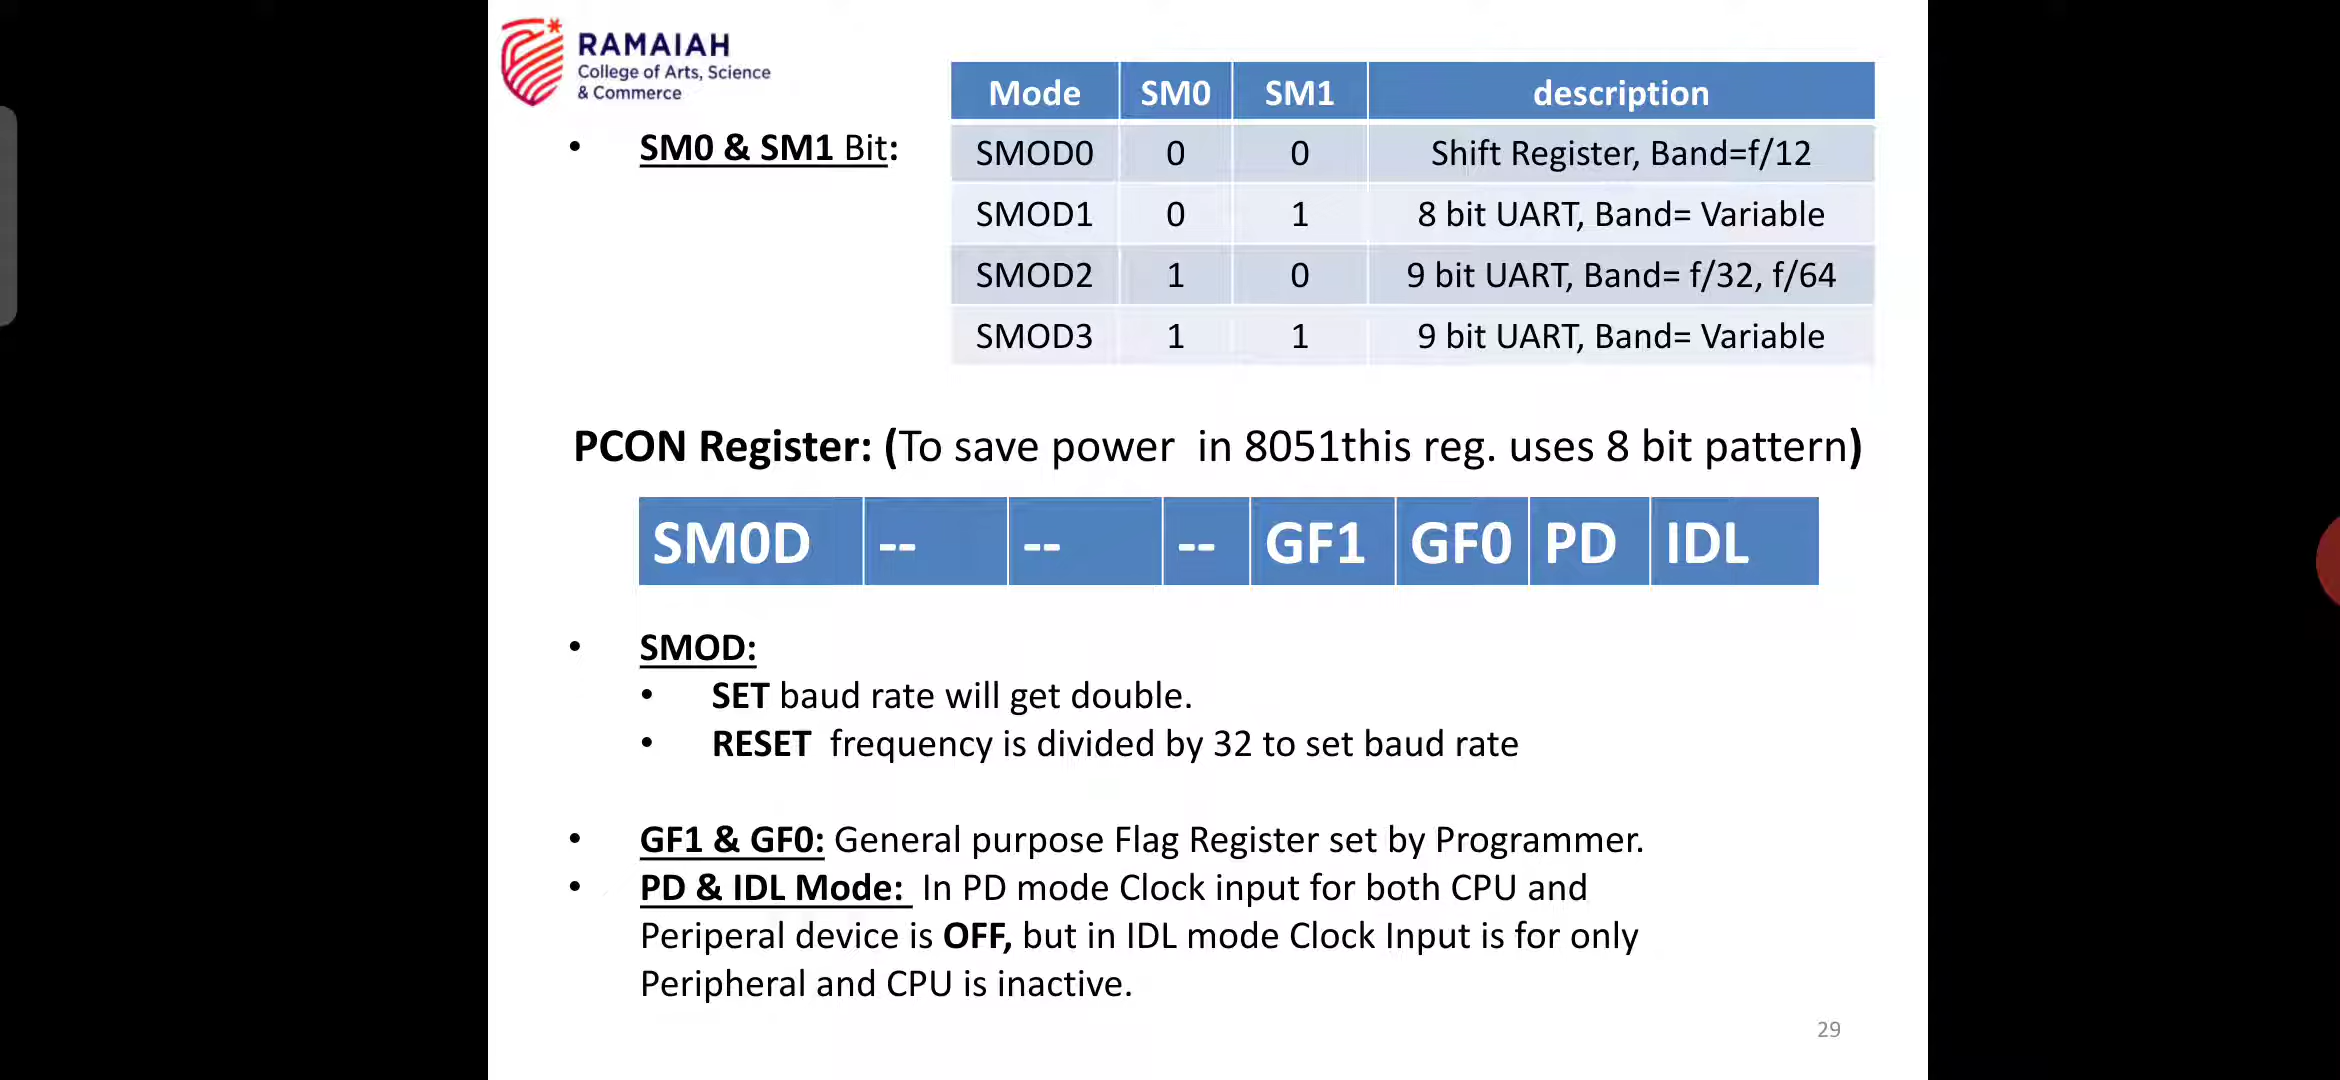 RAMAIAH
College of Arts, Science
& Commerce
• SM0 & SM1 Bit:
Mode SM0 SM1 description
SMOD0 0 0 Shift Register, Band=f/12
SMOD1 0 1 8 bit UART, Band= Variable
SMOD2 1 0 9 bit UART, Band= f/32, f/64
SMOD3 1 1 9 bit UART, Band= Variable
PCON Register: (To save power in 8051this reg. uses 8 bit pattern)
SM0D -- -- -- GF1 GF0 PD IDL
• SMOD:
• SET baud rate will get double.
• RESET frequency is divided by 32 to set baud rate
• GF1 & GF0: General purpose Flag Register set by Programmer.
• PD & IDL Mode: In PD mode Clock input for both CPU and
Periperal device is OFF, but in IDL mode Clock Input is for only
Peripheral and CPU is inactive.
29